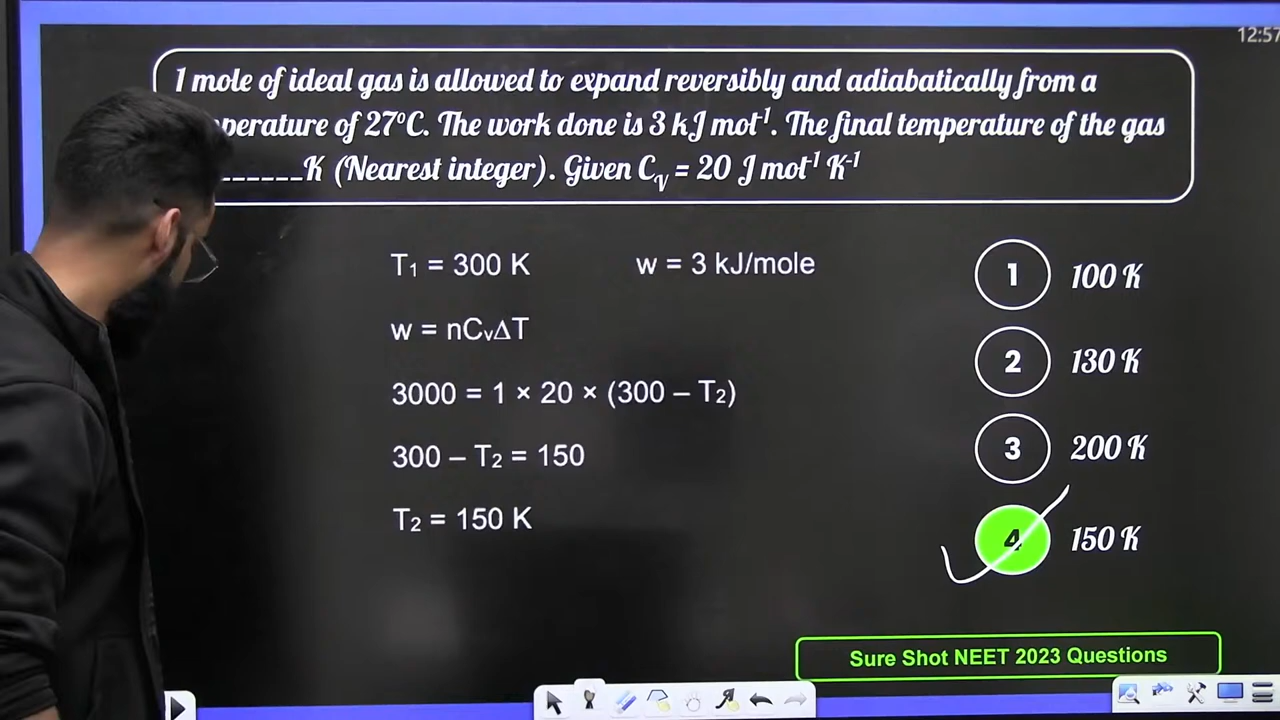 12:57
1 mole of ideal gas is allowed to expand reversibly and adiabatically from a
perature of 27°C. The work done is 3 kJ mol⁻¹. The final temperature of the gas
______K (Nearest integer). Given Cᵥ = 20 J mol⁻¹ K⁻¹
T₁ = 300 K w = 3 kJ/mole
w = nCᵥΔT
3000 = 1 × 20 × (300 – T₂)
300 – T₂ = 150
T₂ = 150 K
1 100 K
2 130 K
3 200 K
4 150 K
Sure Shot NEET 2023 Questions